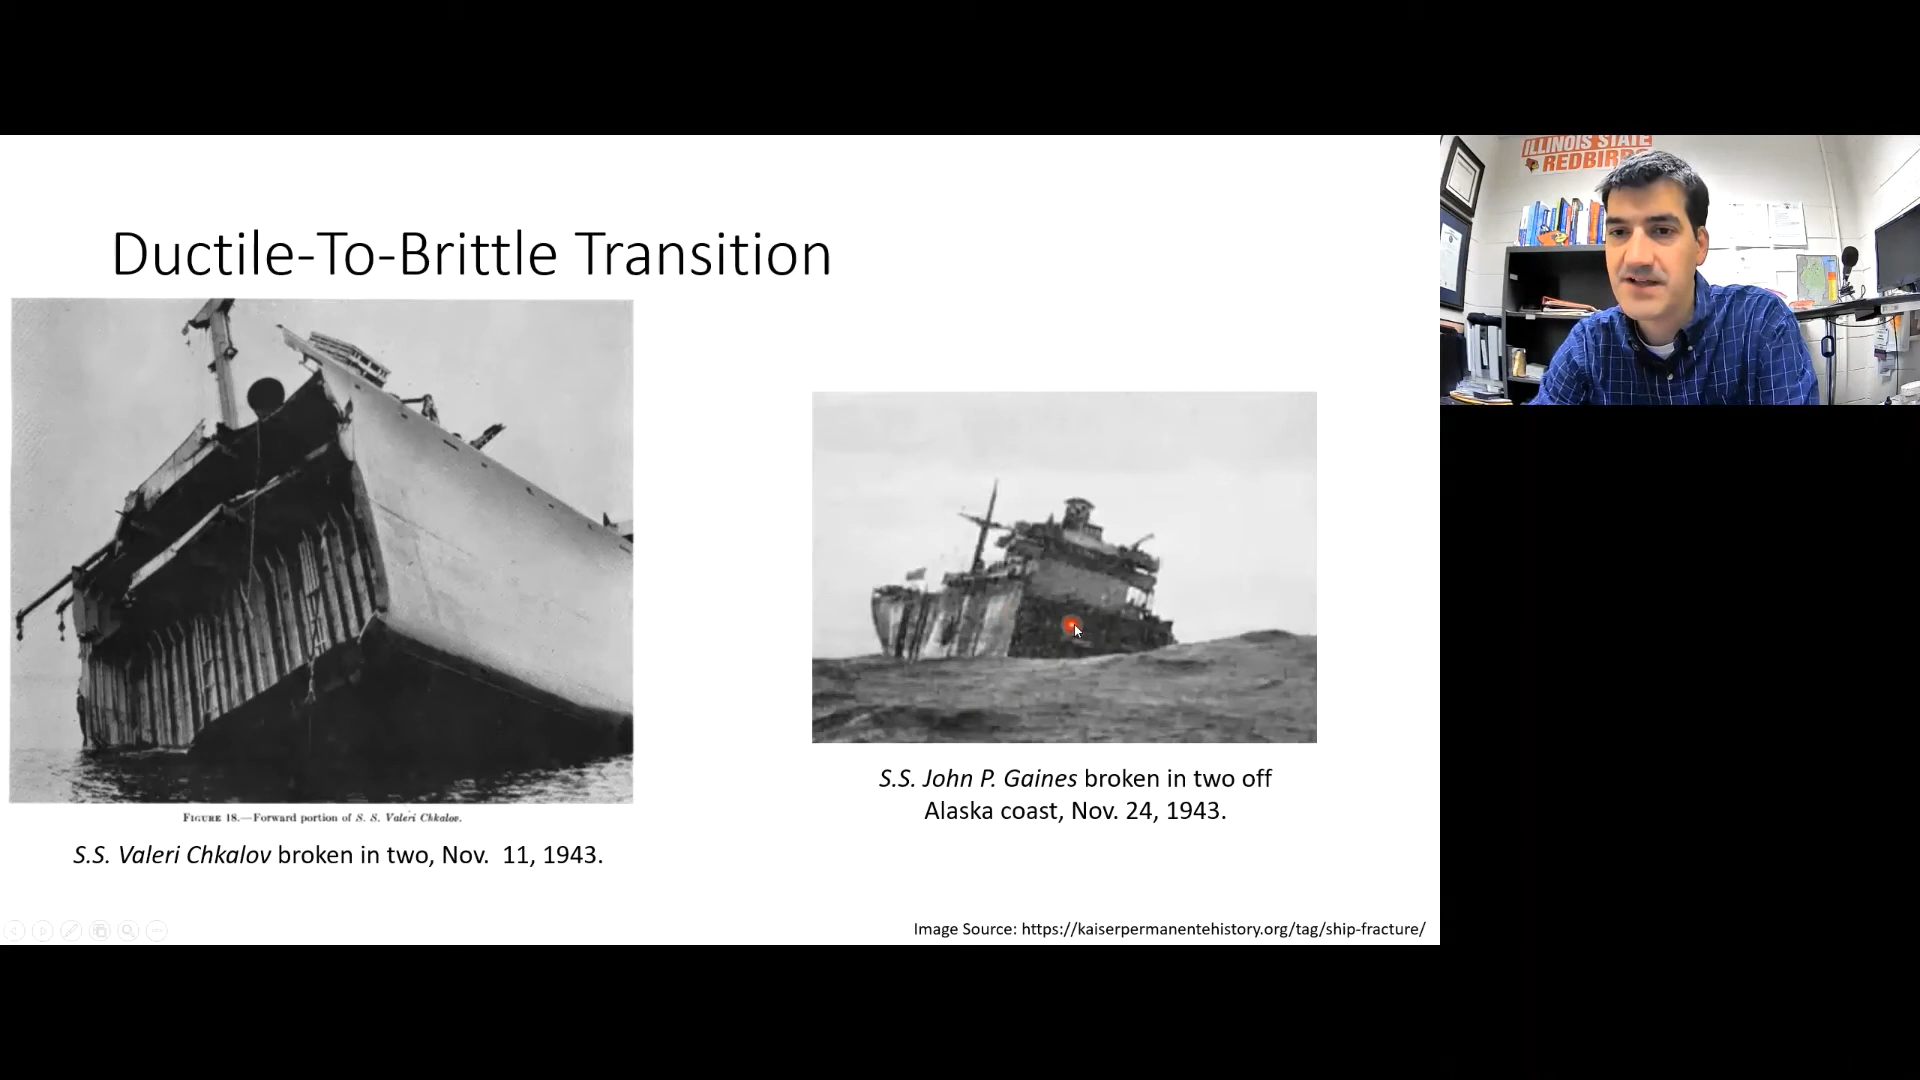 Ductile-To-Brittle Transition
FIGURE 18.—Forward portion of S. S. Valeri Chkalov.
S.S. Valeri Chkalov broken in two, Nov. 11, 1943.
S.S. John P. Gaines broken in two off
Alaska coast, Nov. 24, 1943.
Image Source: https://kaiserpermanentehistory.org/tag/ship-fracture/
ILLINOIS STATE